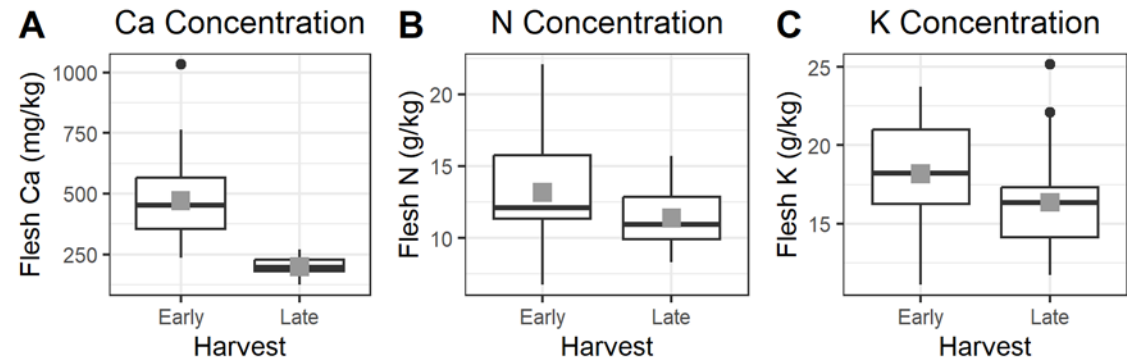 A Ca Concentration
Flesh Ca (mg/kg)
1000
750
500
250
Early Late
Harvest
B N Concentration
Flesh N (g/kg)
20
15
10
Early Late
Harvest
C K Concentration
Flesh K (g/kg)
25
20
15
Early Late
Harvest